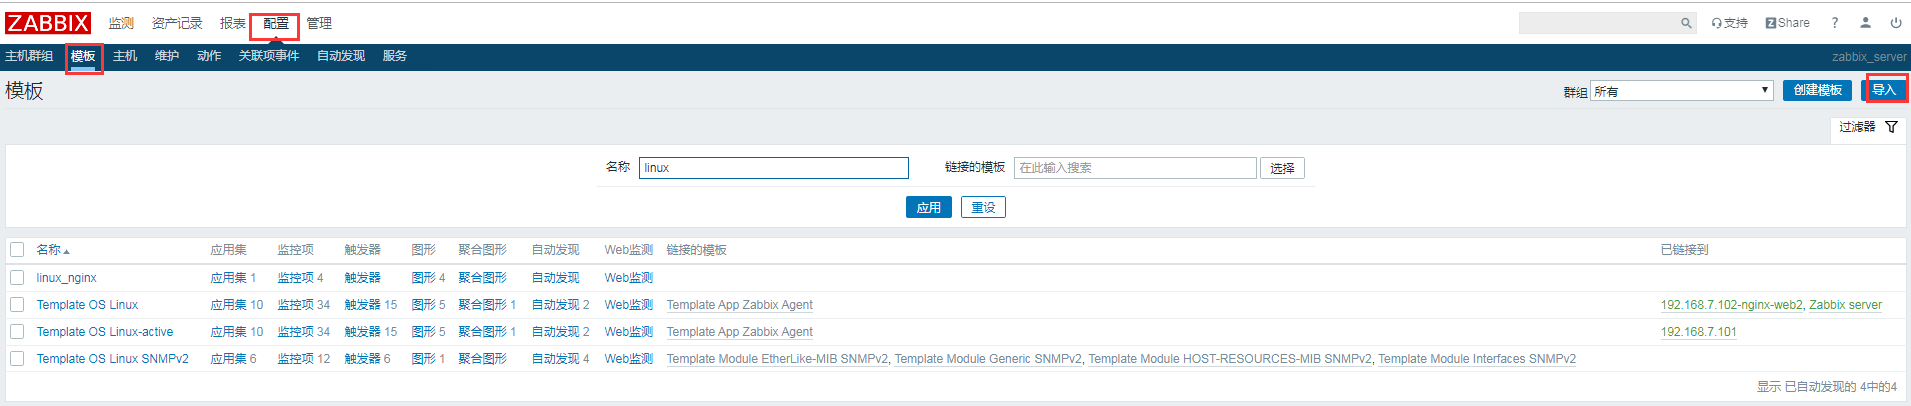 ZABBIX 监测 资产记录 报表 配置 管理 支持 Share ?
主机群组 模板 主机 维护 动作 关联项事件 自动发现 服务 zabbix_server
模板 群组 所有 创建模板 导入
过滤器
名称 linux 链接的模板 在此输入搜索 选择
应用 重设
名称 应用集 监控项 触发器 图形 聚合图形 自动发现 Web监测 链接的模板 已链接到
linux_nginx 应用集 1 监控项 4 触发器 图形 4 聚合图形 自动发现 Web监测
Template OS Linux 应用集 10 监控项 34 触发器 15 图形 5 聚合图形 1 自动发现 2 Web监测 Template App Zabbix Agent 192.168.7.102-nginx-web2, Zabbix server
Template OS Linux-active 应用集 10 监控项 34 触发器 15 图形 5 聚合图形 1 自动发现 2 Web监测 Template App Zabbix Agent 192.168.7.101
Template OS Linux SNMPv2 应用集 6 监控项 12 触发器 6 图形 1 聚合图形 自动发现 4 Web监测 Template Module EtherLike-MIB SNMPv2, Template Module Generic SNMPv2, Template Module HOST-RESOURCES-MIB SNMPv2, Template Module Interfaces SNMPv2
显示 已自动发现的 4中的4